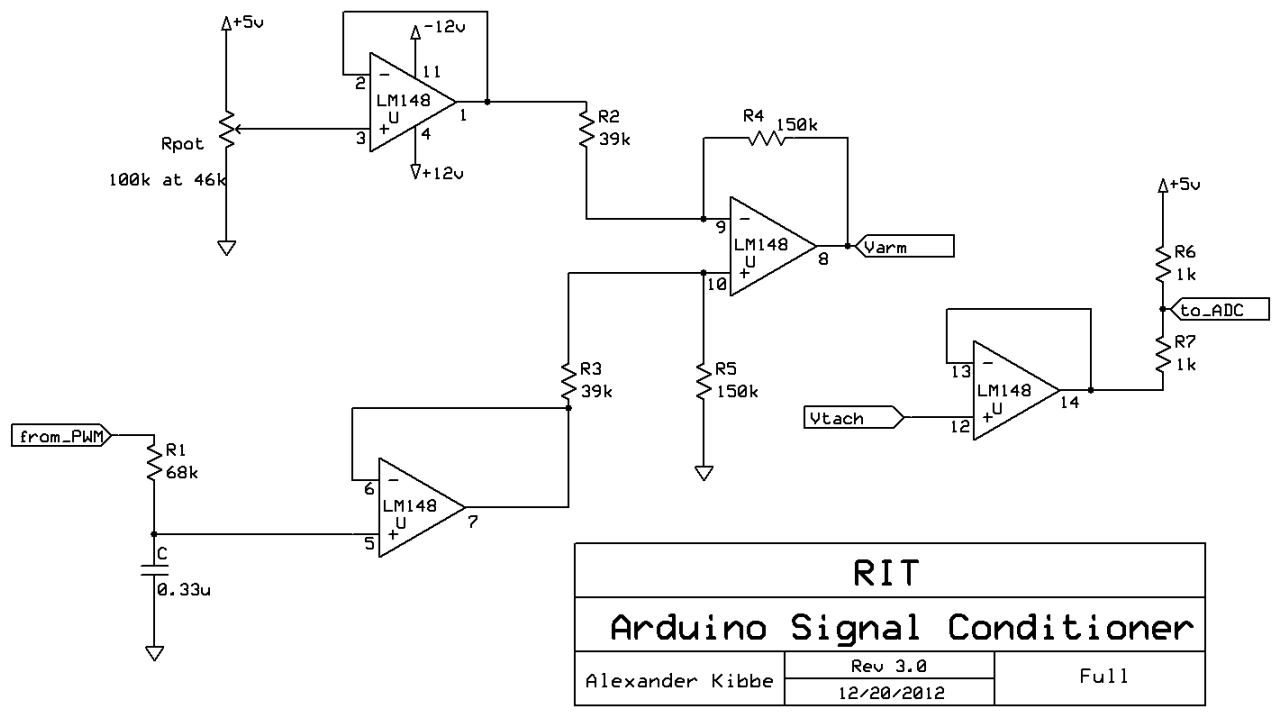 +5v
Rpot
100k at 46k
-12v
2
-
11
LM148
U
+
3
4
1
+12v
R2
39k
R4
150k
9
-
LM148
U
+
10
8
Varm
R3
39k
R5
150k
from_PWM
R1
68k
C
0.33u
6
-
LM148
U
+
5
7
+5v
R6
1k
to_ADC
R7
1k
13
-
LM148
U
+
12
14
Vtach
RIT
Arduino Signal Conditioner
Alexander Kibbe
Rev 3.0
12/20/2012
Full